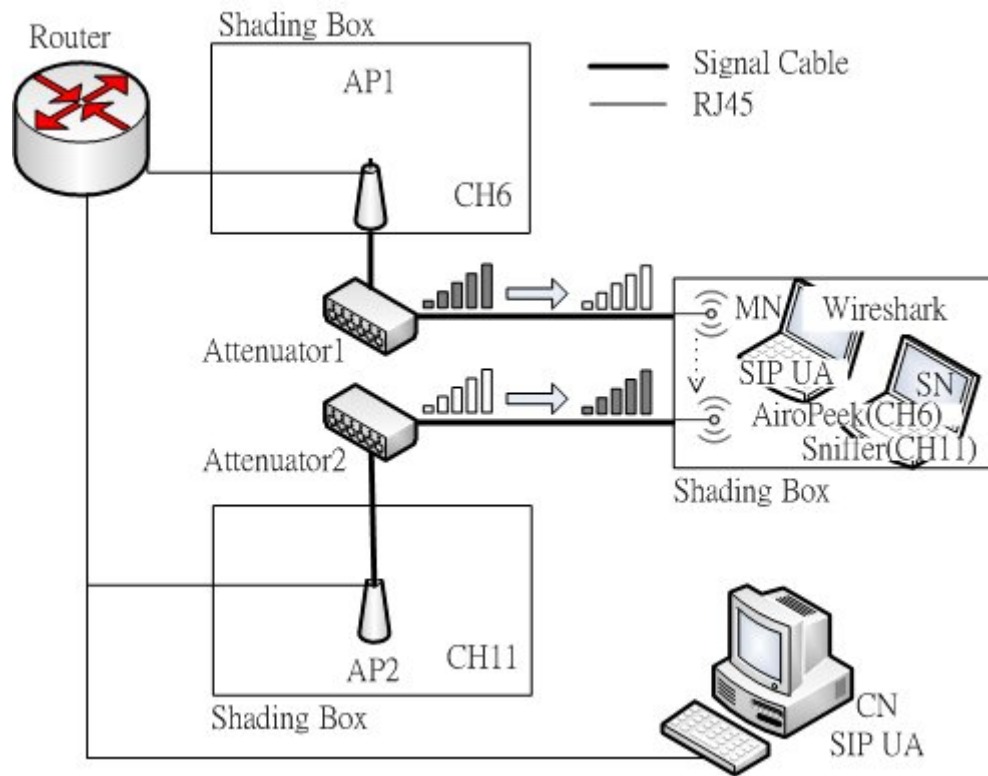 Shading Box
Router
AP1
CH6
Signal Cable
RJ45
Attenuator1
MN
Wireshark
SIP UA
SN
AiroPeek(CH6)
Sniffer(CH11)
Shading Box
Attenuator2
AP2
CH11
Shading Box
CN
SIP UA